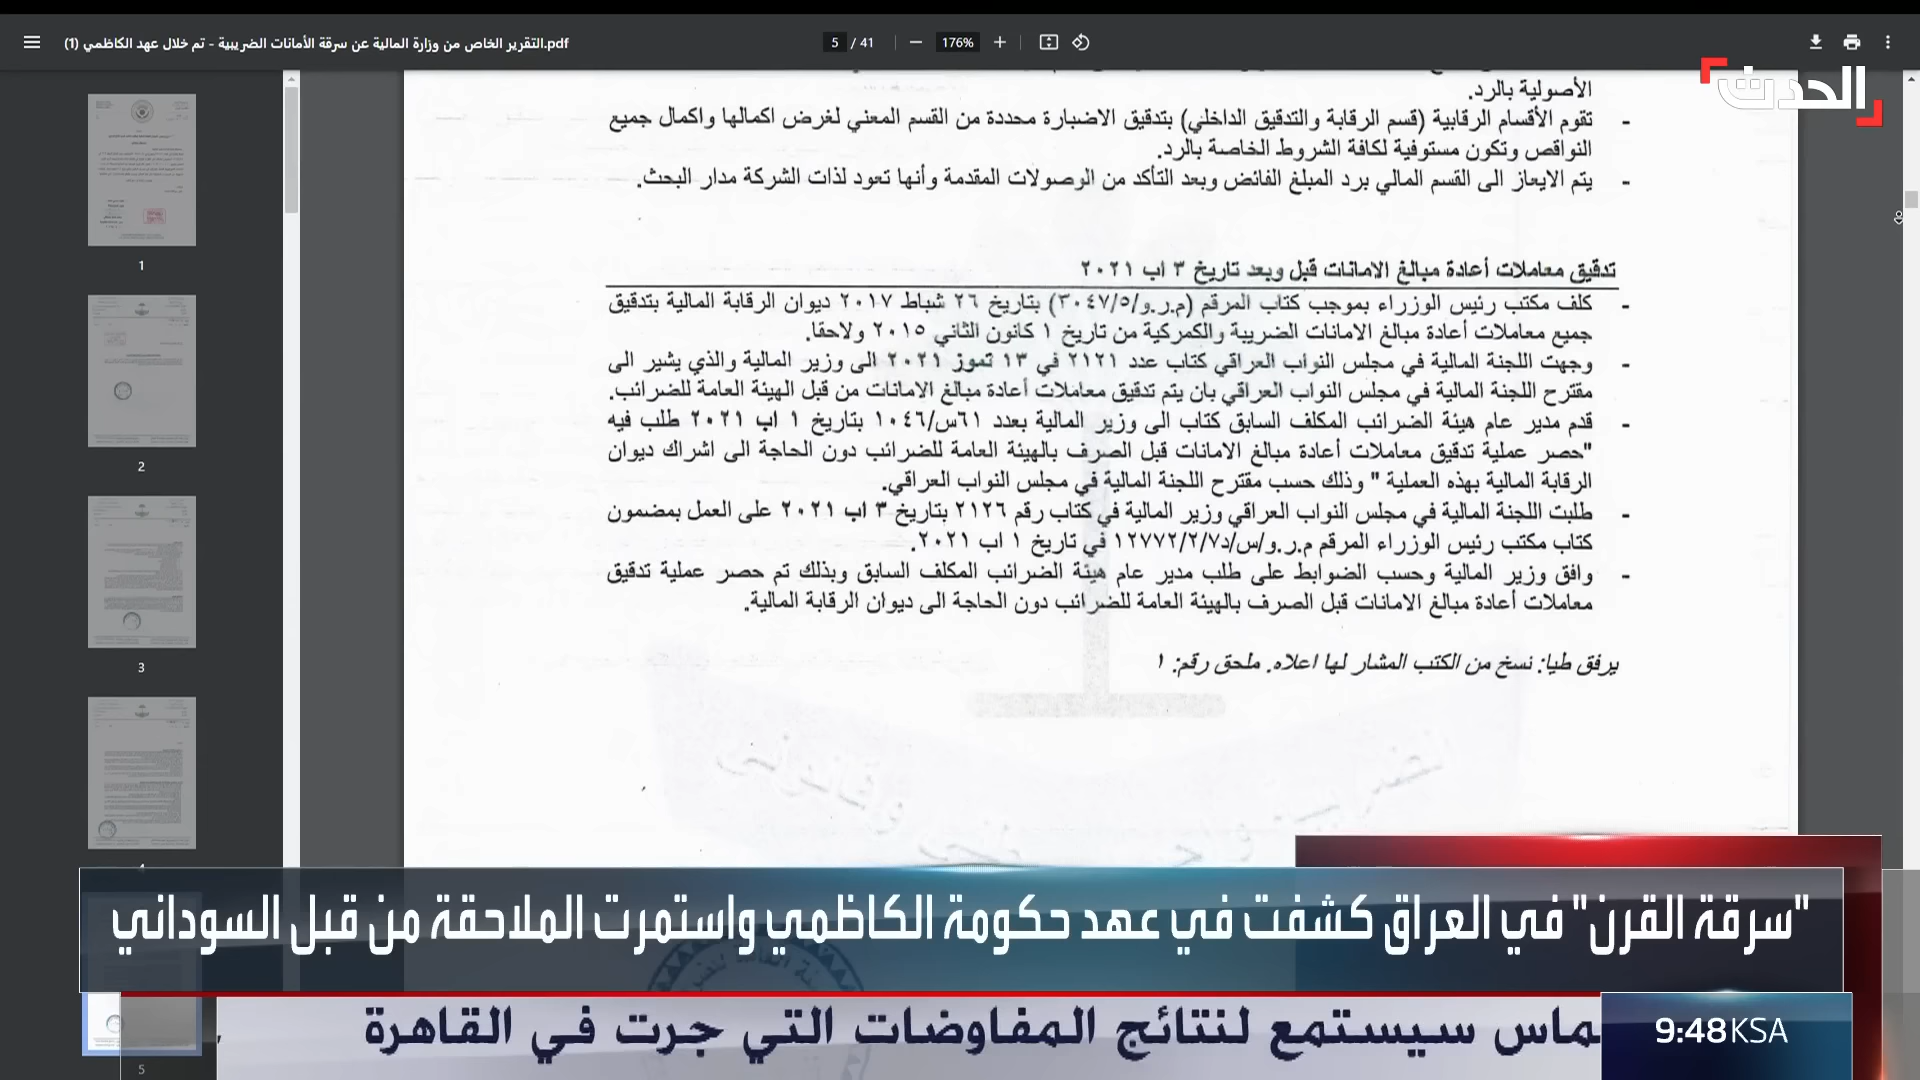 التقرير الخاص من وزارة المالية عن سرقة الأمانات الضريبية - تم خلال عهد الكاظمي (1).pdf
5 / 41
176%
الحدث
الأصولية بالرد.
- تقوم الأقسام الرقابية (قسم الرقابة والتدقيق الداخلي) بتدقيق الاضبارة محددة من القسم المعني لغرض اكمالها واكمال جميع
النواقص وتكون مستوفية لكافة الشروط الخاصة بالرد.
- يتم الايعاز الى القسم المالي برد المبلغ الفائض وبعد التأكد من الوصولات المقدمة وأنها تعود لذات الشركة مدار البحث.
تدقيق معاملات أعادة مبالغ الامانات قبل وبعد تاريخ ٣ اب ٢٠٢١
- كلف مكتب رئيس الوزراء بموجب كتاب المرقم (م.ر.و/٣٠٤٧/٥) بتاريخ ٢٦ شباط ٢٠١٧ ديوان الرقابة المالية بتدقيق
جميع معاملات أعادة مبالغ الامانات الضريبية والكمركية من تاريخ ١ كانون الثاني ٢٠١٥ ولاحقا.
- وجهت اللجنة المالية في مجلس النواب العراقي كتاب عدد ٢١٢١ في ١٣ تموز ٢٠٢١ الى وزير المالية والذي يشير الى
مقترح اللجنة المالية في مجلس النواب العراقي بان يتم تدقيق معاملات أعادة مبالغ الامانات من قبل الهيئة العامة للضرائب.
- قدم مدير عام هيئة الضرائب المكلف السابق كتاب الى وزير المالية بعدد ٦١س/١٠٤٦ بتاريخ ١ اب ٢٠٢١ طلب فيه
"حصر عملية تدقيق معاملات أعادة مبالغ الامانات قبل الصرف بالهيئة العامة للضرائب دون الحاجة الى اشراك ديوان
الرقابة المالية بهذه العملية " وذلك حسب مقترح اللجنة المالية في مجلس النواب العراقي.
- طلبت اللجنة المالية في مجلس النواب العراقي وزير المالية في كتاب رقم ٢١٢٦ بتاريخ ٣ اب ٢٠٢١ على العمل بمضمون
كتاب مكتب رئيس الوزراء المرقم م.ر.و/س/د١٢٧٧٢/٢/٧ في تاريخ ١ اب ٢٠٢١.
- وافق وزير المالية وحسب الضوابط على طلب مدير عام هيئة الضرائب المكلف السابق وبذلك تم حصر عملية تدقيق
معاملات أعادة مبالغ الامانات قبل الصرف بالهيئة العامة للضرائب دون الحاجة الى ديوان الرقابة المالية.
يرفق طيا: نسخ من الكتب المشار لها اعلاه. ملحق رقم: ١
1
2
3
4
5
"سرقة القرن" في العراق كشفت في عهد حكومة الكاظمي واستمرت الملاحقة من قبل السوداني
ماس سيستمع لنتائج المفاوضات التي جرت في القاهرة
9:48 KSA